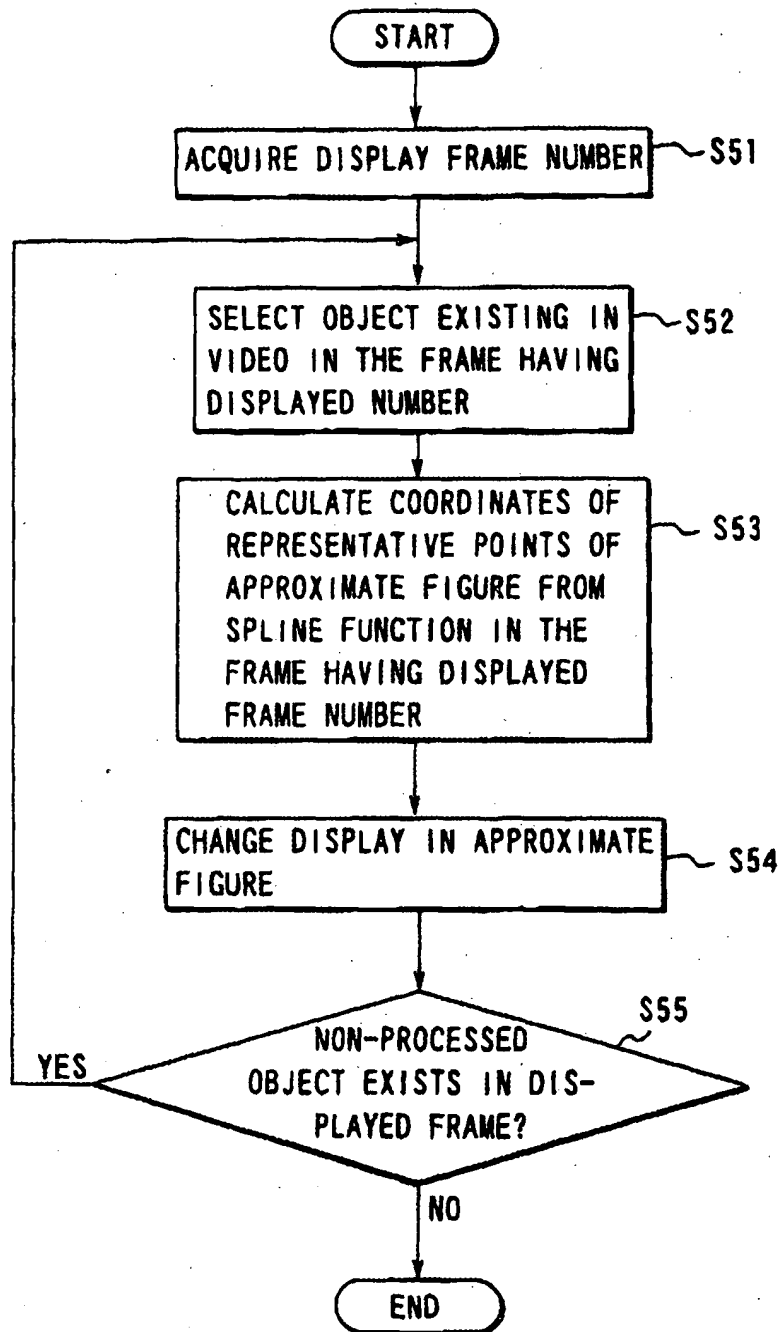 START
ACQUIRE DISPLAY FRAME NUMBER
S51
SELECT OBJECT EXISTING IN
VIDEO IN THE FRAME HAVING
DISPLAYED NUMBER
S52
CALCULATE COORDINATES OF
REPRESENTATIVE POINTS OF
APPROXIMATE FIGURE FROM
SPLINE FUNCTION IN THE
FRAME HAVING DISPLAYED
FRAME NUMBER
S53
CHANGE DISPLAY IN APPROXIMATE
FIGURE
S54
S55
NON-PROCESSED
OBJECT EXISTS IN DIS-
PLAYED FRAME?
YES
NO
END